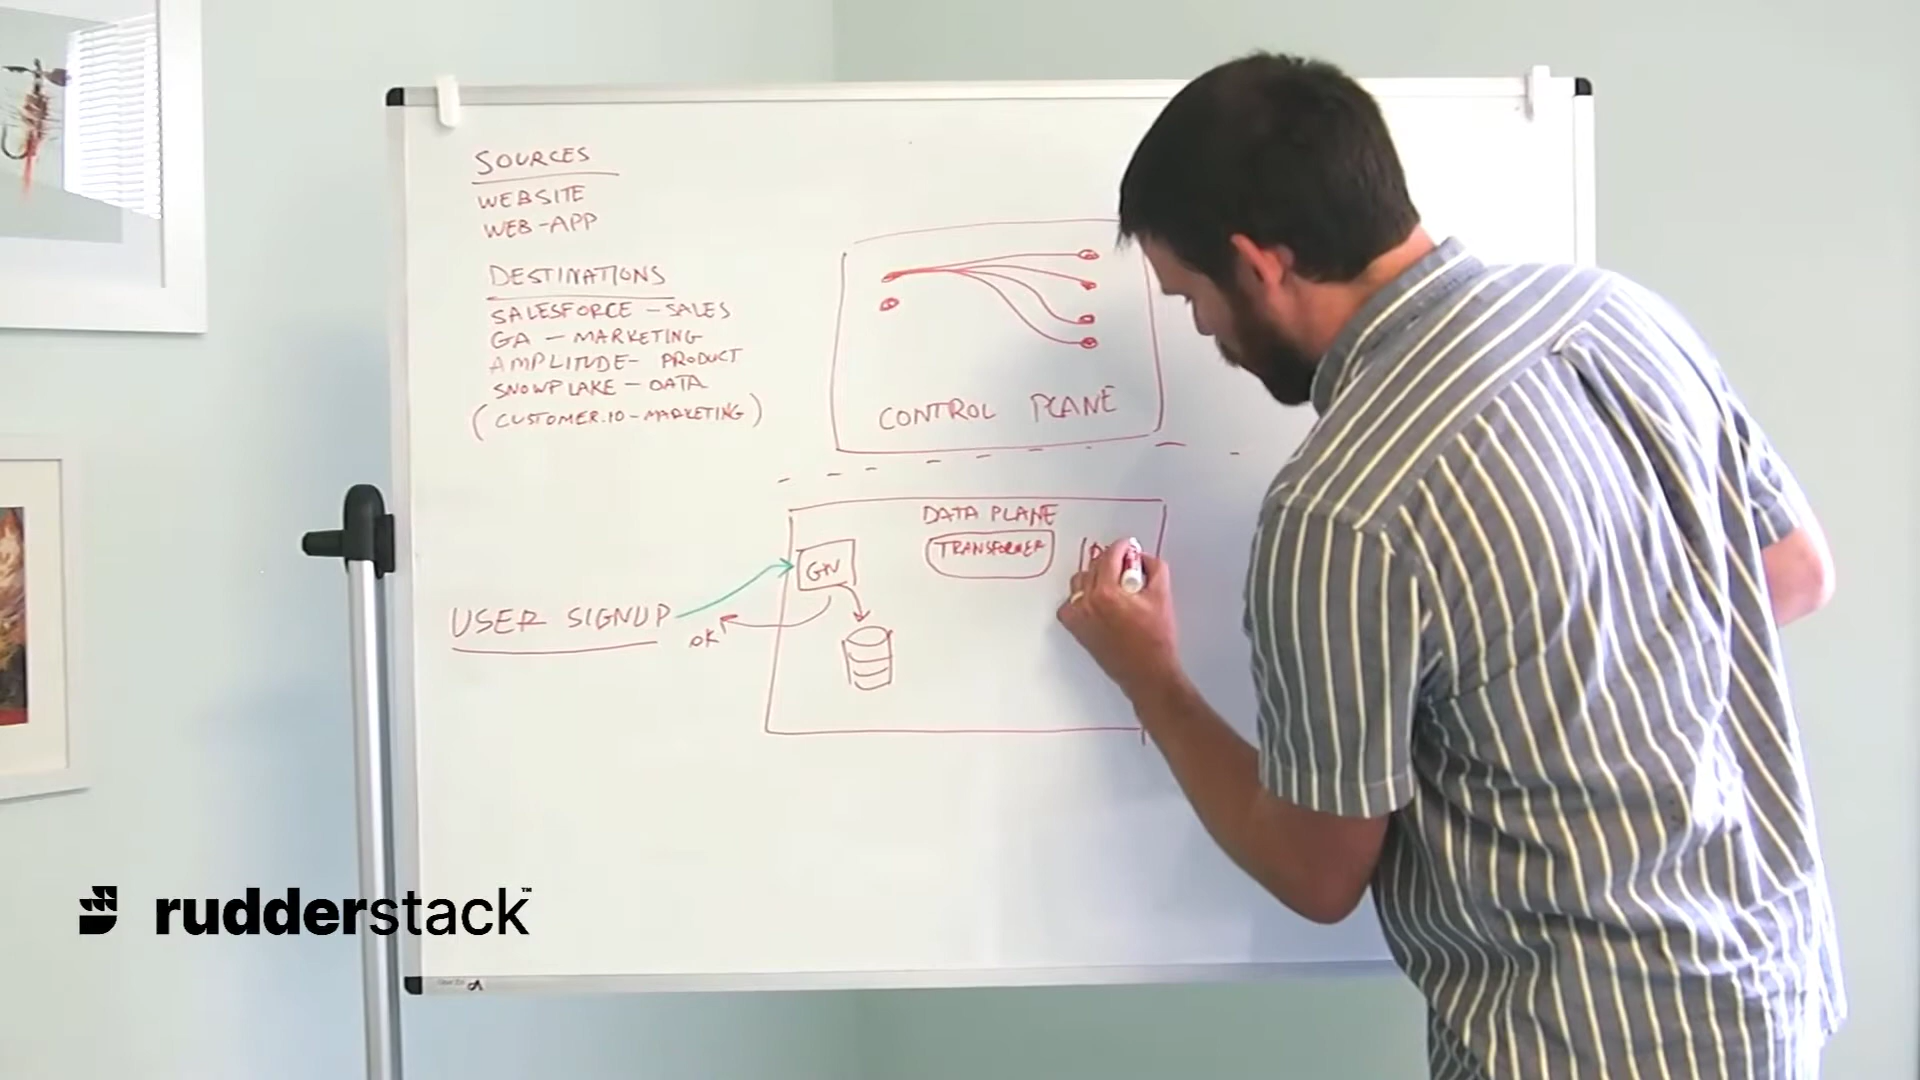 SOURCES
WEBSITE
WEB-APP
DESTINATIONS
SALESFORCE - SALES
GA - MARKETING
AMPLITUDE - PRODUCT
SNOWFLAKE - DATA
(CUSTOMER.IO - MARKETING)
CONTROL PLANE
DATA PLANE
TRANSFORMER
GW
USER SIGNUP
OK
rudderstack™